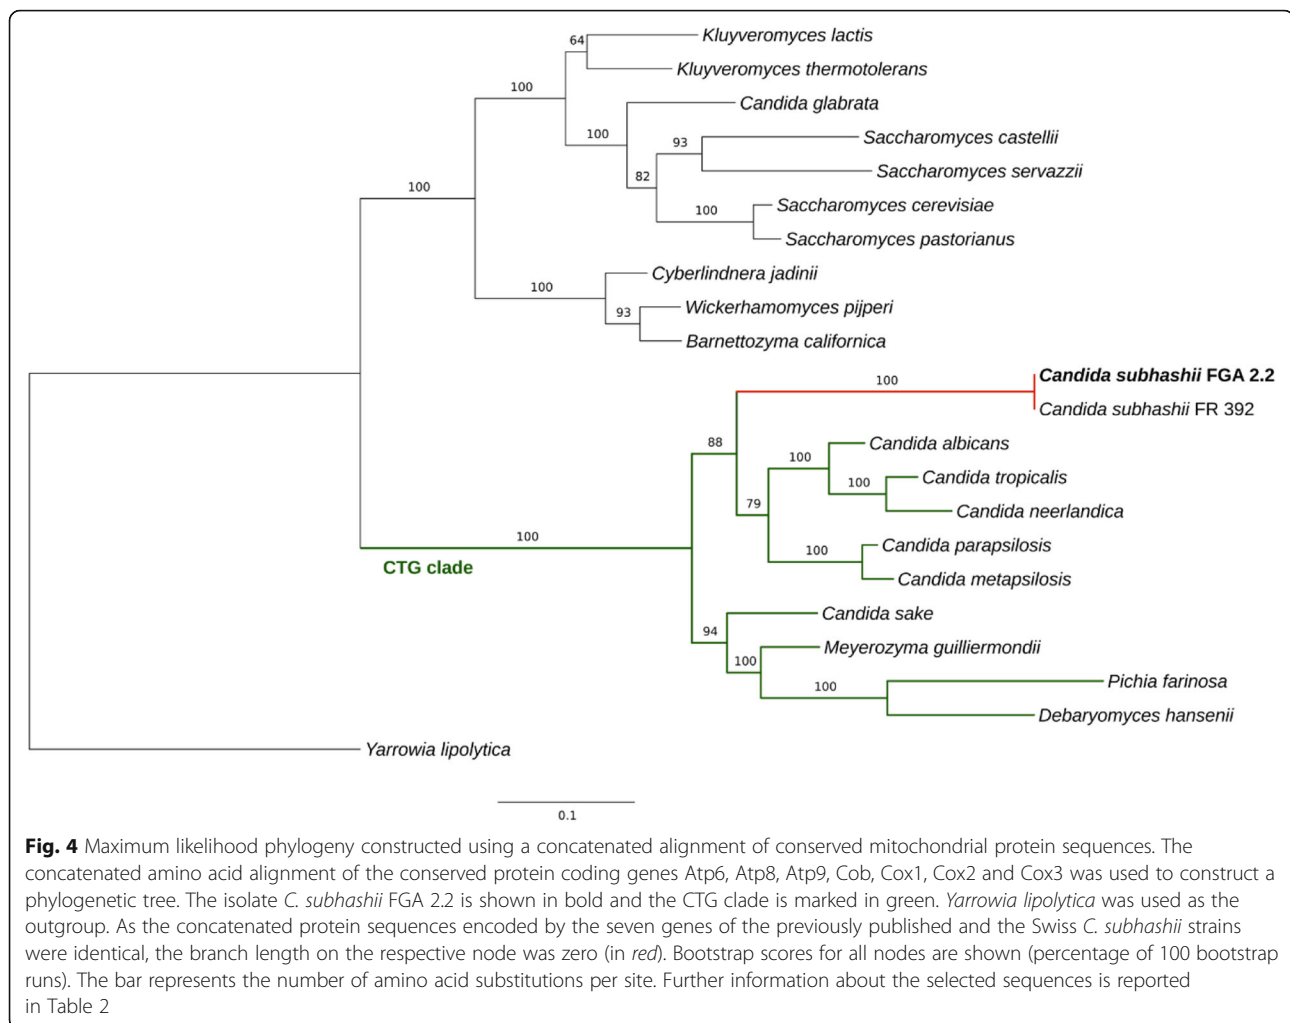 64
Kluyveromyces lactis
Kluyveromyces thermotolerans
100
Candida glabrata
100
93
Saccharomyces castellii
Saccharomyces servazzii
82
100
100
Saccharomyces cerevisiae
Saccharomyces pastorianus
Cyberlindnera jadinii
100
93
Wickerhamomyces pijperi
Barnettozyma californica
100
Candida subhashii FGA 2.2
Candida subhashii FR 392
88
Candida albicans
100
Candida tropicalis
100
79
Candida neerlandica
100
CTG clade
Candida parapsilosis
100
Candida metapsilosis
Candida sake
94
Meyerozyma guilliermondii
100
Pichia farinosa
100
Debaryomyces hansenii
Yarrowia lipolytica
0.1
Fig. 4 Maximum likelihood phylogeny constructed using a concatenated alignment of conserved mitochondrial protein sequences. The
concatenated amino acid alignment of the conserved protein coding genes Atp6, Atp8, Atp9, Cob, Cox1, Cox2 and Cox3 was used to construct a
phylogenetic tree. The isolate C. subhashii FGA 2.2 is shown in bold and the CTG clade is marked in green. Yarrowia lipolytica was used as the
outgroup. As the concatenated protein sequences encoded by the seven genes of the previously published and the Swiss C. subhashii strains
were identical, the branch length on the respective node was zero (in red). Bootstrap scores for all nodes are shown (percentage of 100 bootstrap
runs). The bar represents the number of amino acid substitutions per site. Further information about the selected sequences is reported
in Table 2